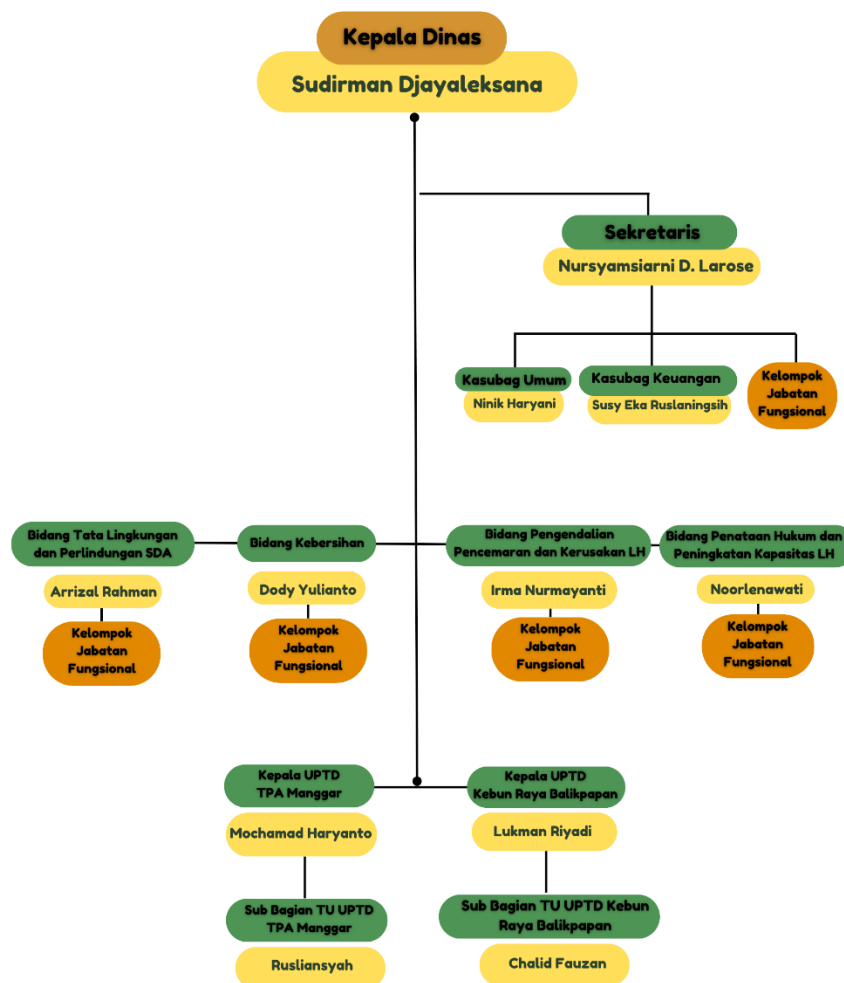 Kepala Dinas
Sudirman Djayaleksana
Sekretaris
Nursyamsiarni D. Larose
Kasubag Umum
Ninik Haryani
Kasubag Keuangan
Susy Eka Ruslaningsih
Kelompok
Jabatan
Fungsional
Bidang Tata Lingkungan
dan Perlindungan SDA
Arrizal Rahman
Kelompok
Jabatan
Fungsional
Bidang Kebersihan
Dody Yulianto
Kelompok
Jabatan
Fungsional
Bidang Pengendalian
Pencemaran dan Kerusakan LH
Irma Nurmayanti
Kelompok
Jabatan
Fungsional
Bidang Penataan Hukum dan
Peningkatan Kapasitas LH
Noorlenawati
Kelompok
Jabatan
Fungsional
Kepala UPTD
TPA Manggar
Mochamad Haryanto
Sub Bagian TU UPTD
TPA Manggar
Rusliansyah
Kepala UPTD
Kebun Raya Balikpapan
Lukman Riyadi
Sub Bagian TU UPTD Kebun
Raya Balikpapan
Chalid Fauzan